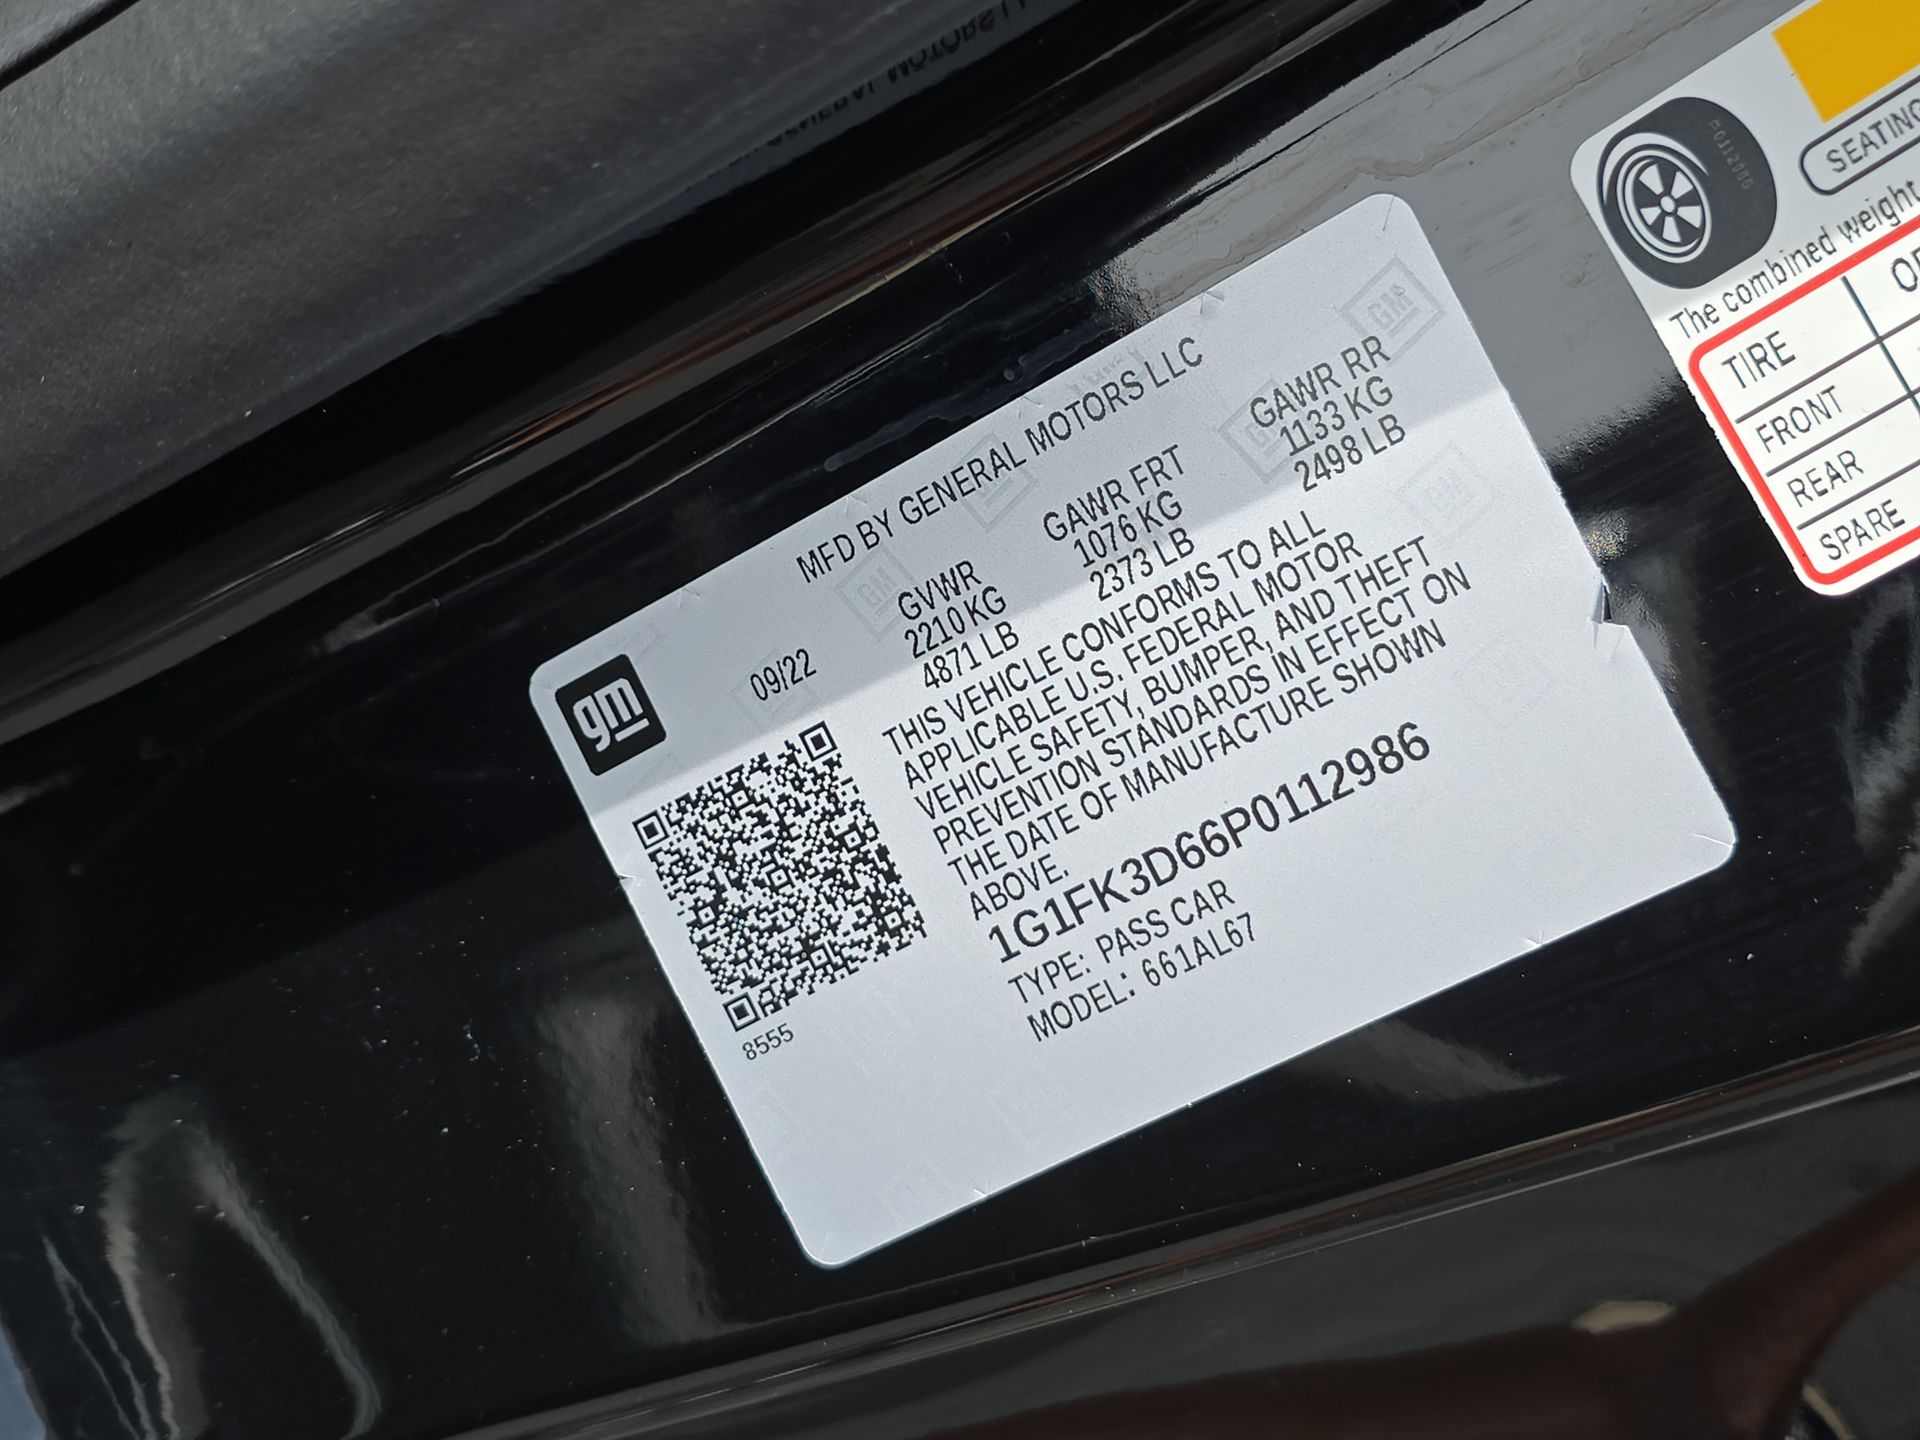 gm
MFD BY GENERAL MOTORS LLC
09/22
GVWR
2210 KG
4871 LB
GAWR FRT
1076 KG
2373 LB
GAWR RR
1133 KG
2498 LB
THIS VEHICLE CONFORMS TO ALL
APPLICABLE U.S. FEDERAL MOTOR
VEHICLE SAFETY, BUMPER, AND THEFT
PREVENTION STANDARDS IN EFFECT ON
THE DATE OF MANUFACTURE SHOWN
ABOVE.
1G1FK3D66P0112986
TYPE: PASS CAR
MODEL: 661AL67
8555
SEATING
The combined weight
TIRE
FRONT
REAR
SPARE